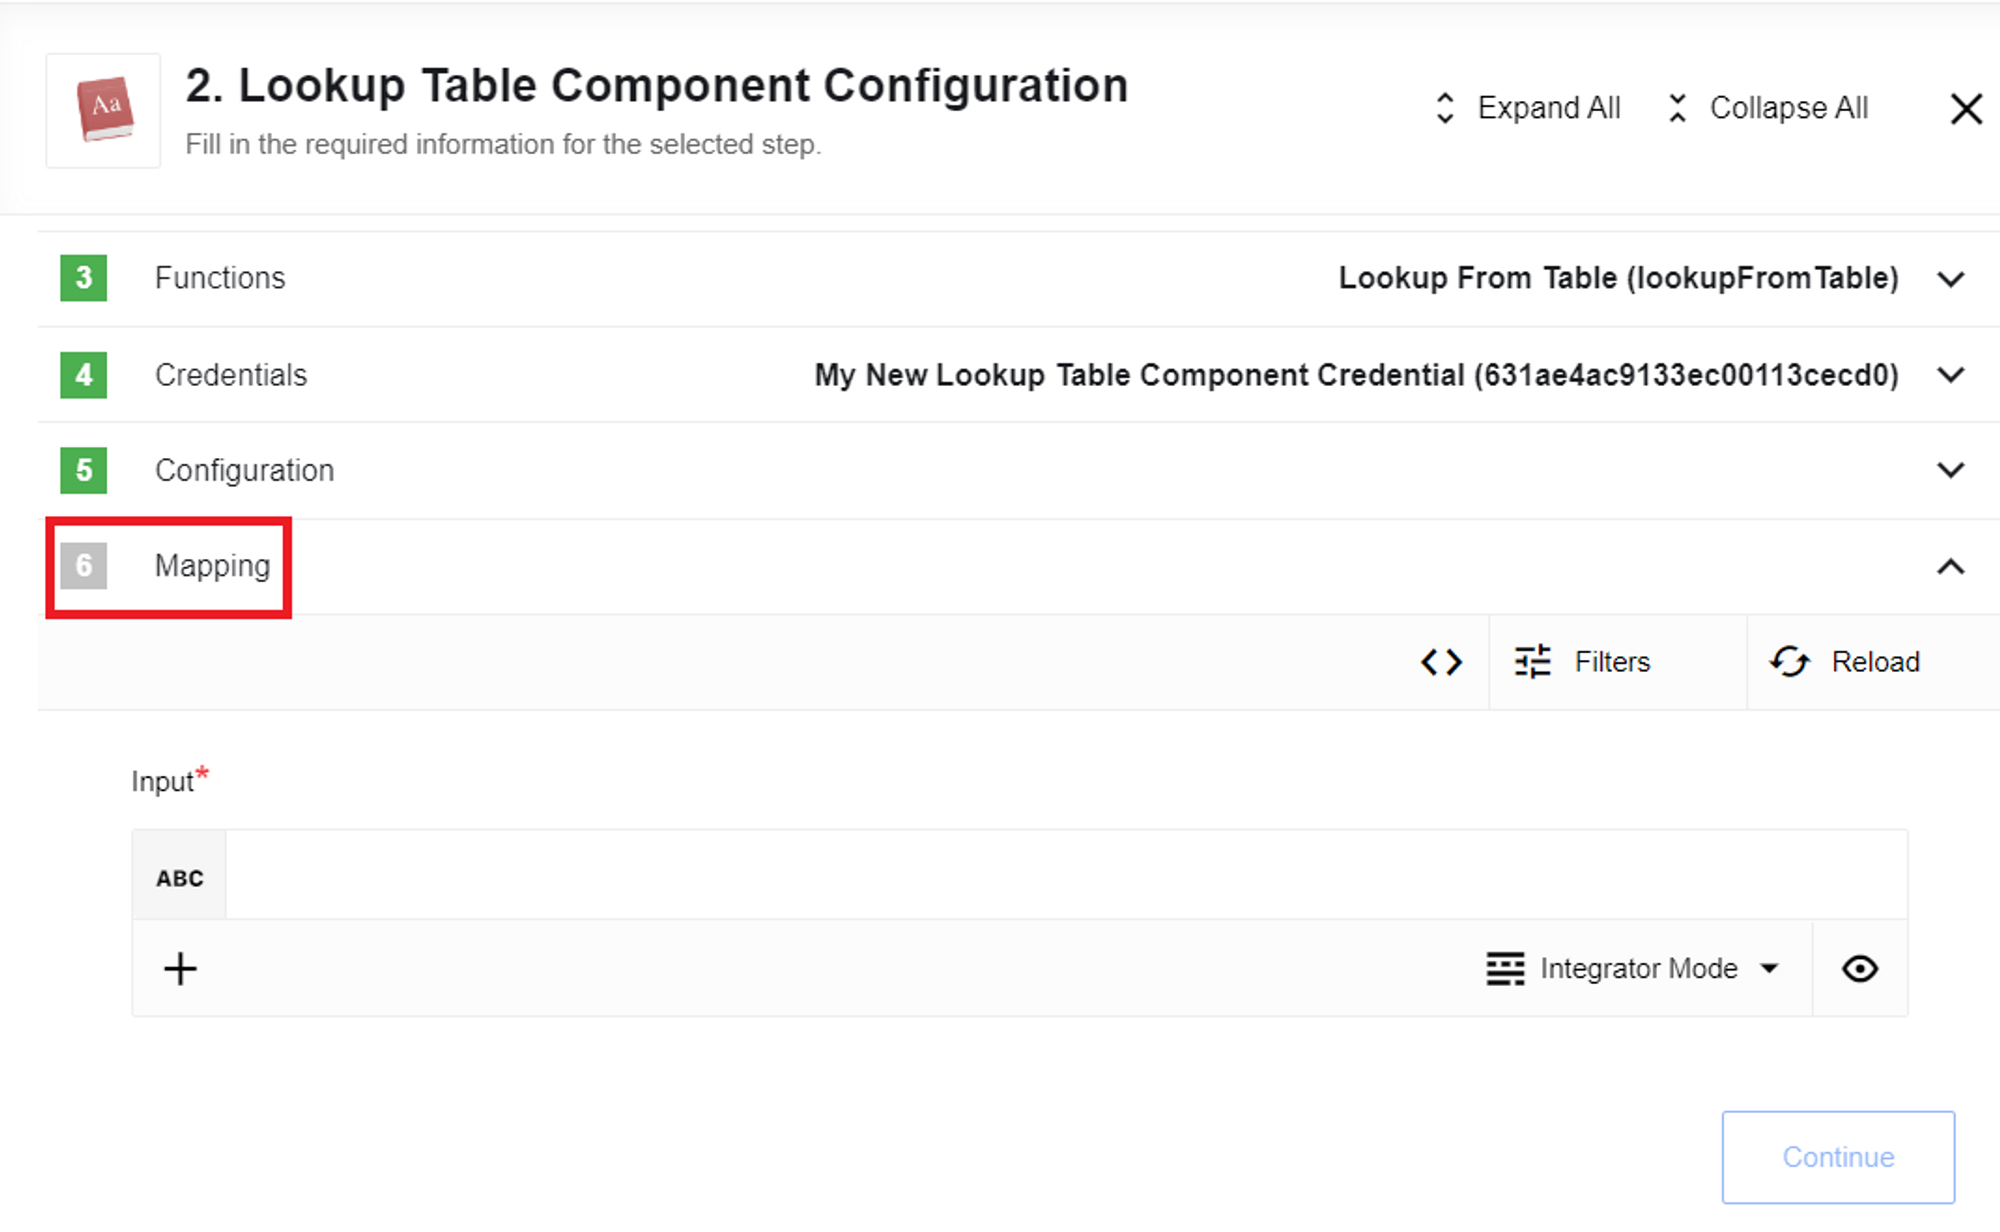 Aa
2. Lookup Table Component Configuration
Fill in the required information for the selected step.
Expand All
Collapse All
3 Functions Lookup From Table (lookupFromTable)
4 Credentials My New Lookup Table Component Credential (631ae4ac9133ec00113cecd0)
5 Configuration
6 Mapping
Filters
Reload
Input*
ABC
Integrator Mode
Continue